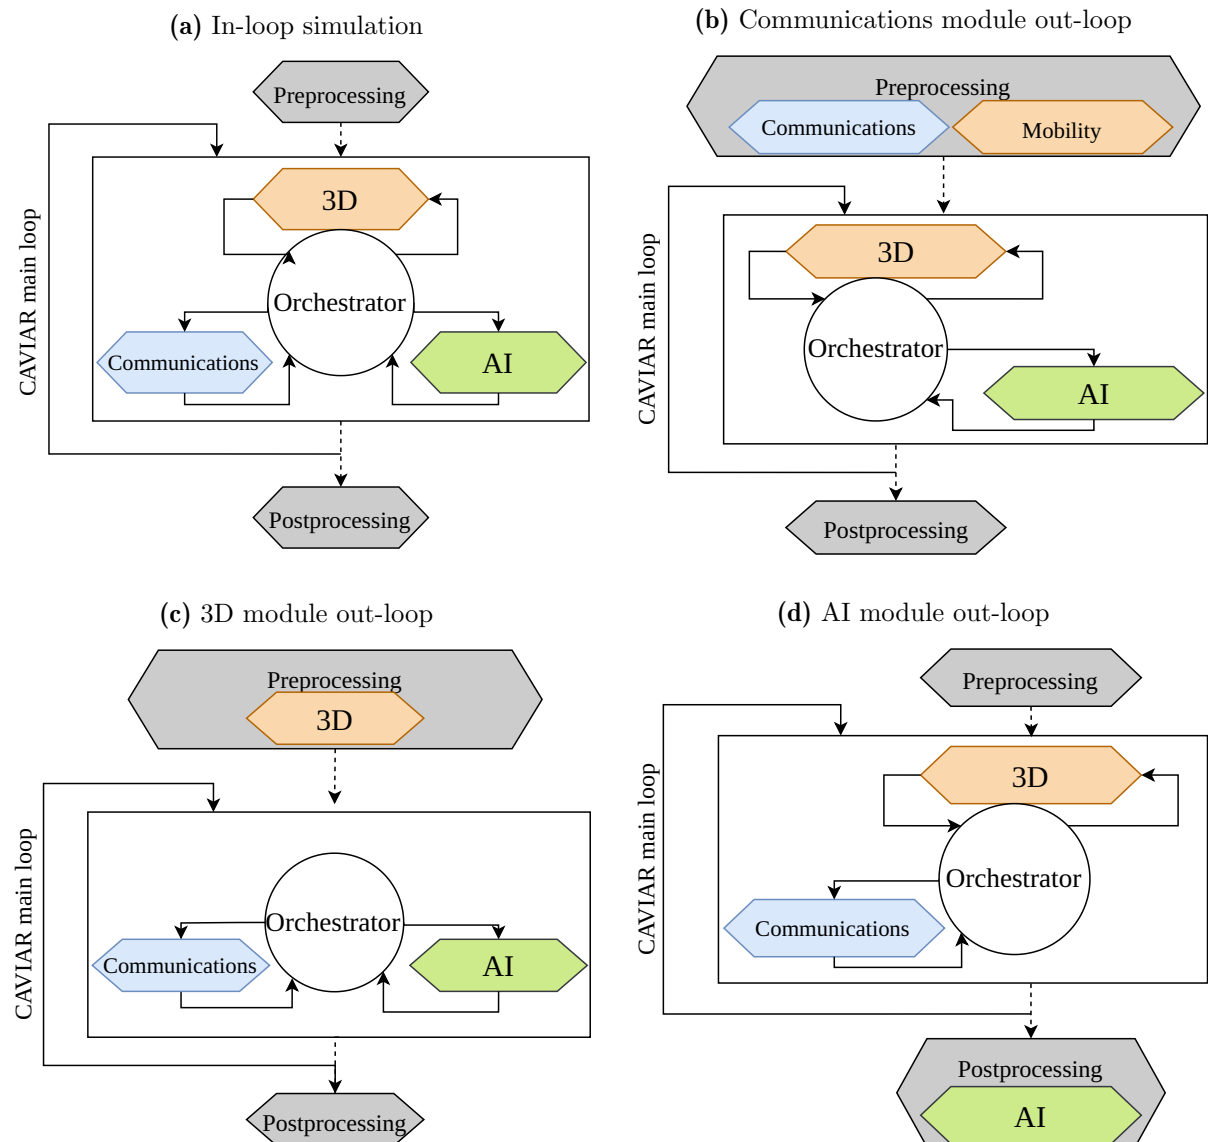 (a) In-loop simulation
Preprocessing
CAVIAR main loop
3D
Orchestrator
Communications
AI
Postprocessing
(b) Communications module out-loop
Preprocessing
Communications
Mobility
CAVIAR main loop
3D
Orchestrator
AI
Postprocessing
(c) 3D module out-loop
Preprocessing
3D
CAVIAR main loop
Orchestrator
Communications
AI
Postprocessing
(d) AI module out-loop
Preprocessing
CAVIAR main loop
3D
Orchestrator
Communications
Postprocessing
AI